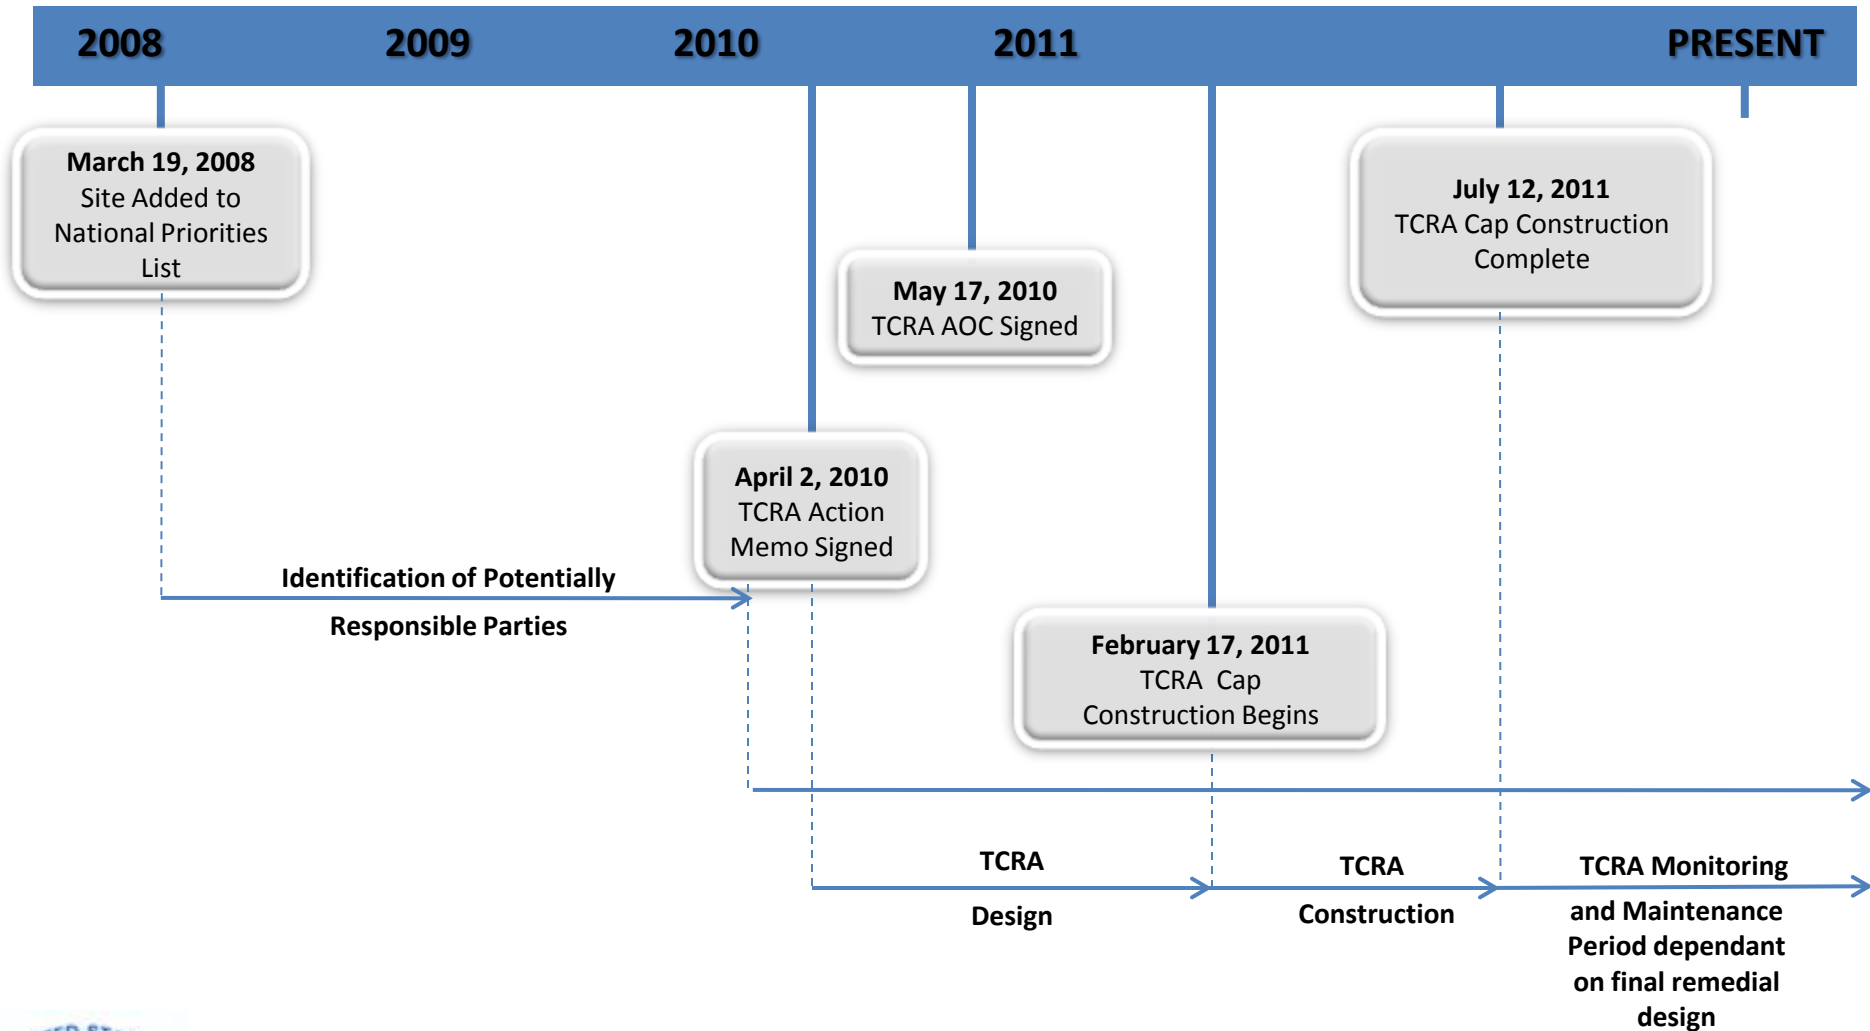 2008 2009 2010 2011 PRESENT
March 19, 2008
Site Added to
National Priorities
List
May 17, 2010
TCRA AOC Signed
July 12, 2011
TCRA Cap Construction
Complete
April 2, 2010
TCRA Action
Memo Signed
Identification of Potentially
Responsible Parties
February 17, 2011
TCRA Cap
Construction Begins
TCRA
Design
TCRA
Construction
TCRA Monitoring
and Maintenance
Period dependant
on final remedial
design